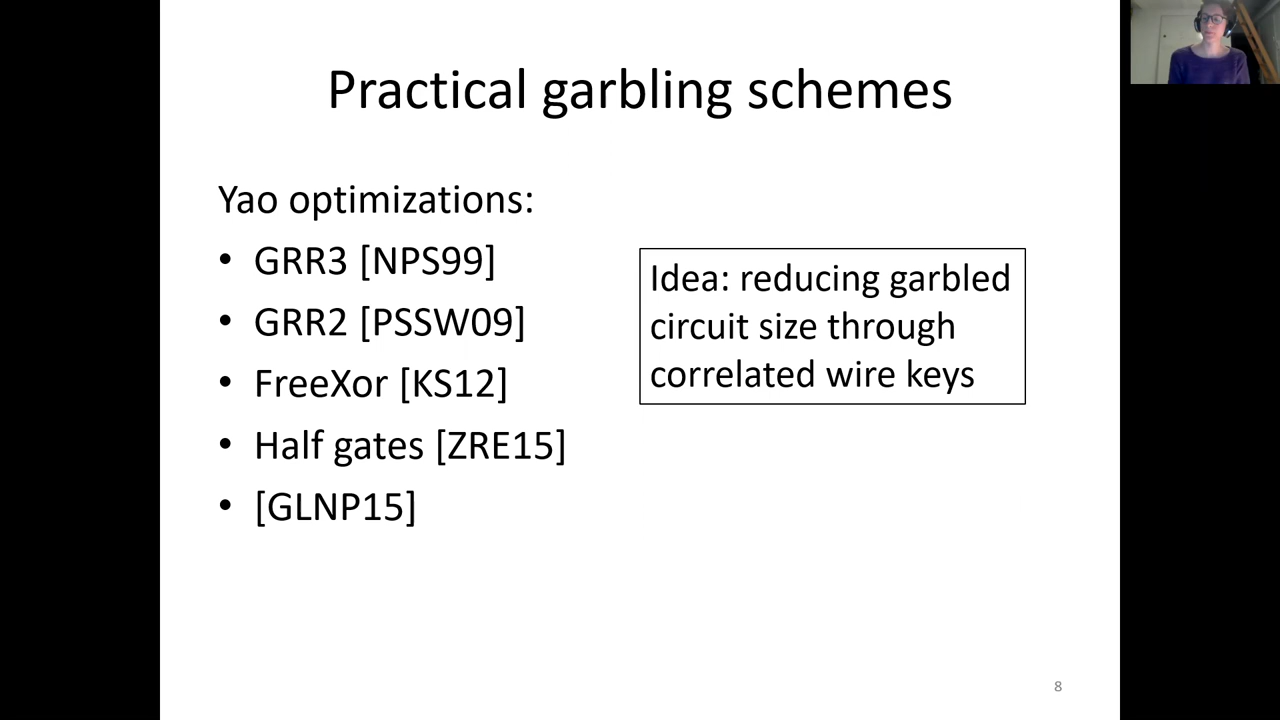 Practical garbling schemes
Yao optimizations:
• GRR3 [NPS99]
• GRR2 [PSSW09]
• FreeXor [KS12]
• Half gates [ZRE15]
• [GLNP15]
Idea: reducing garbled
circuit size through
correlated wire keys
8